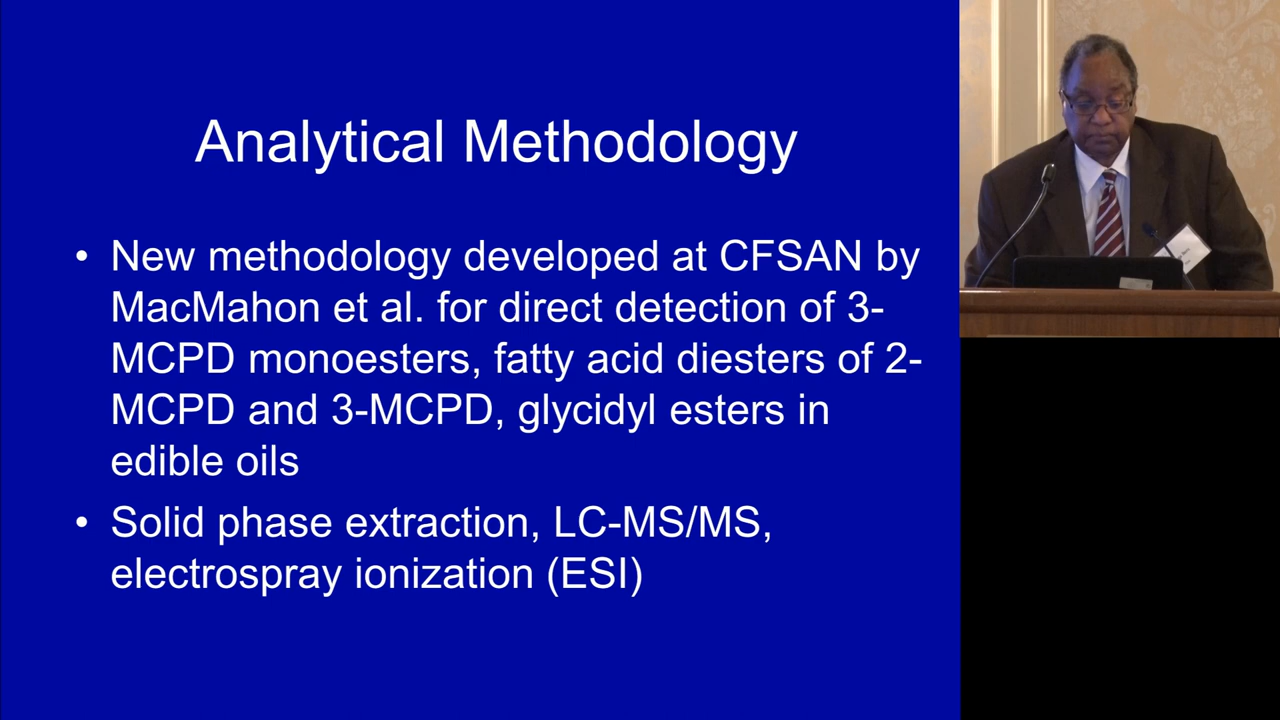 Analytical Methodology
• New methodology developed at CFSAN by
MacMahon et al. for direct detection of 3-
MCPD monoesters, fatty acid diesters of 2-
MCPD and 3-MCPD, glycidyl esters in
edible oils
• Solid phase extraction, LC-MS/MS,
electrospray ionization (ESI)